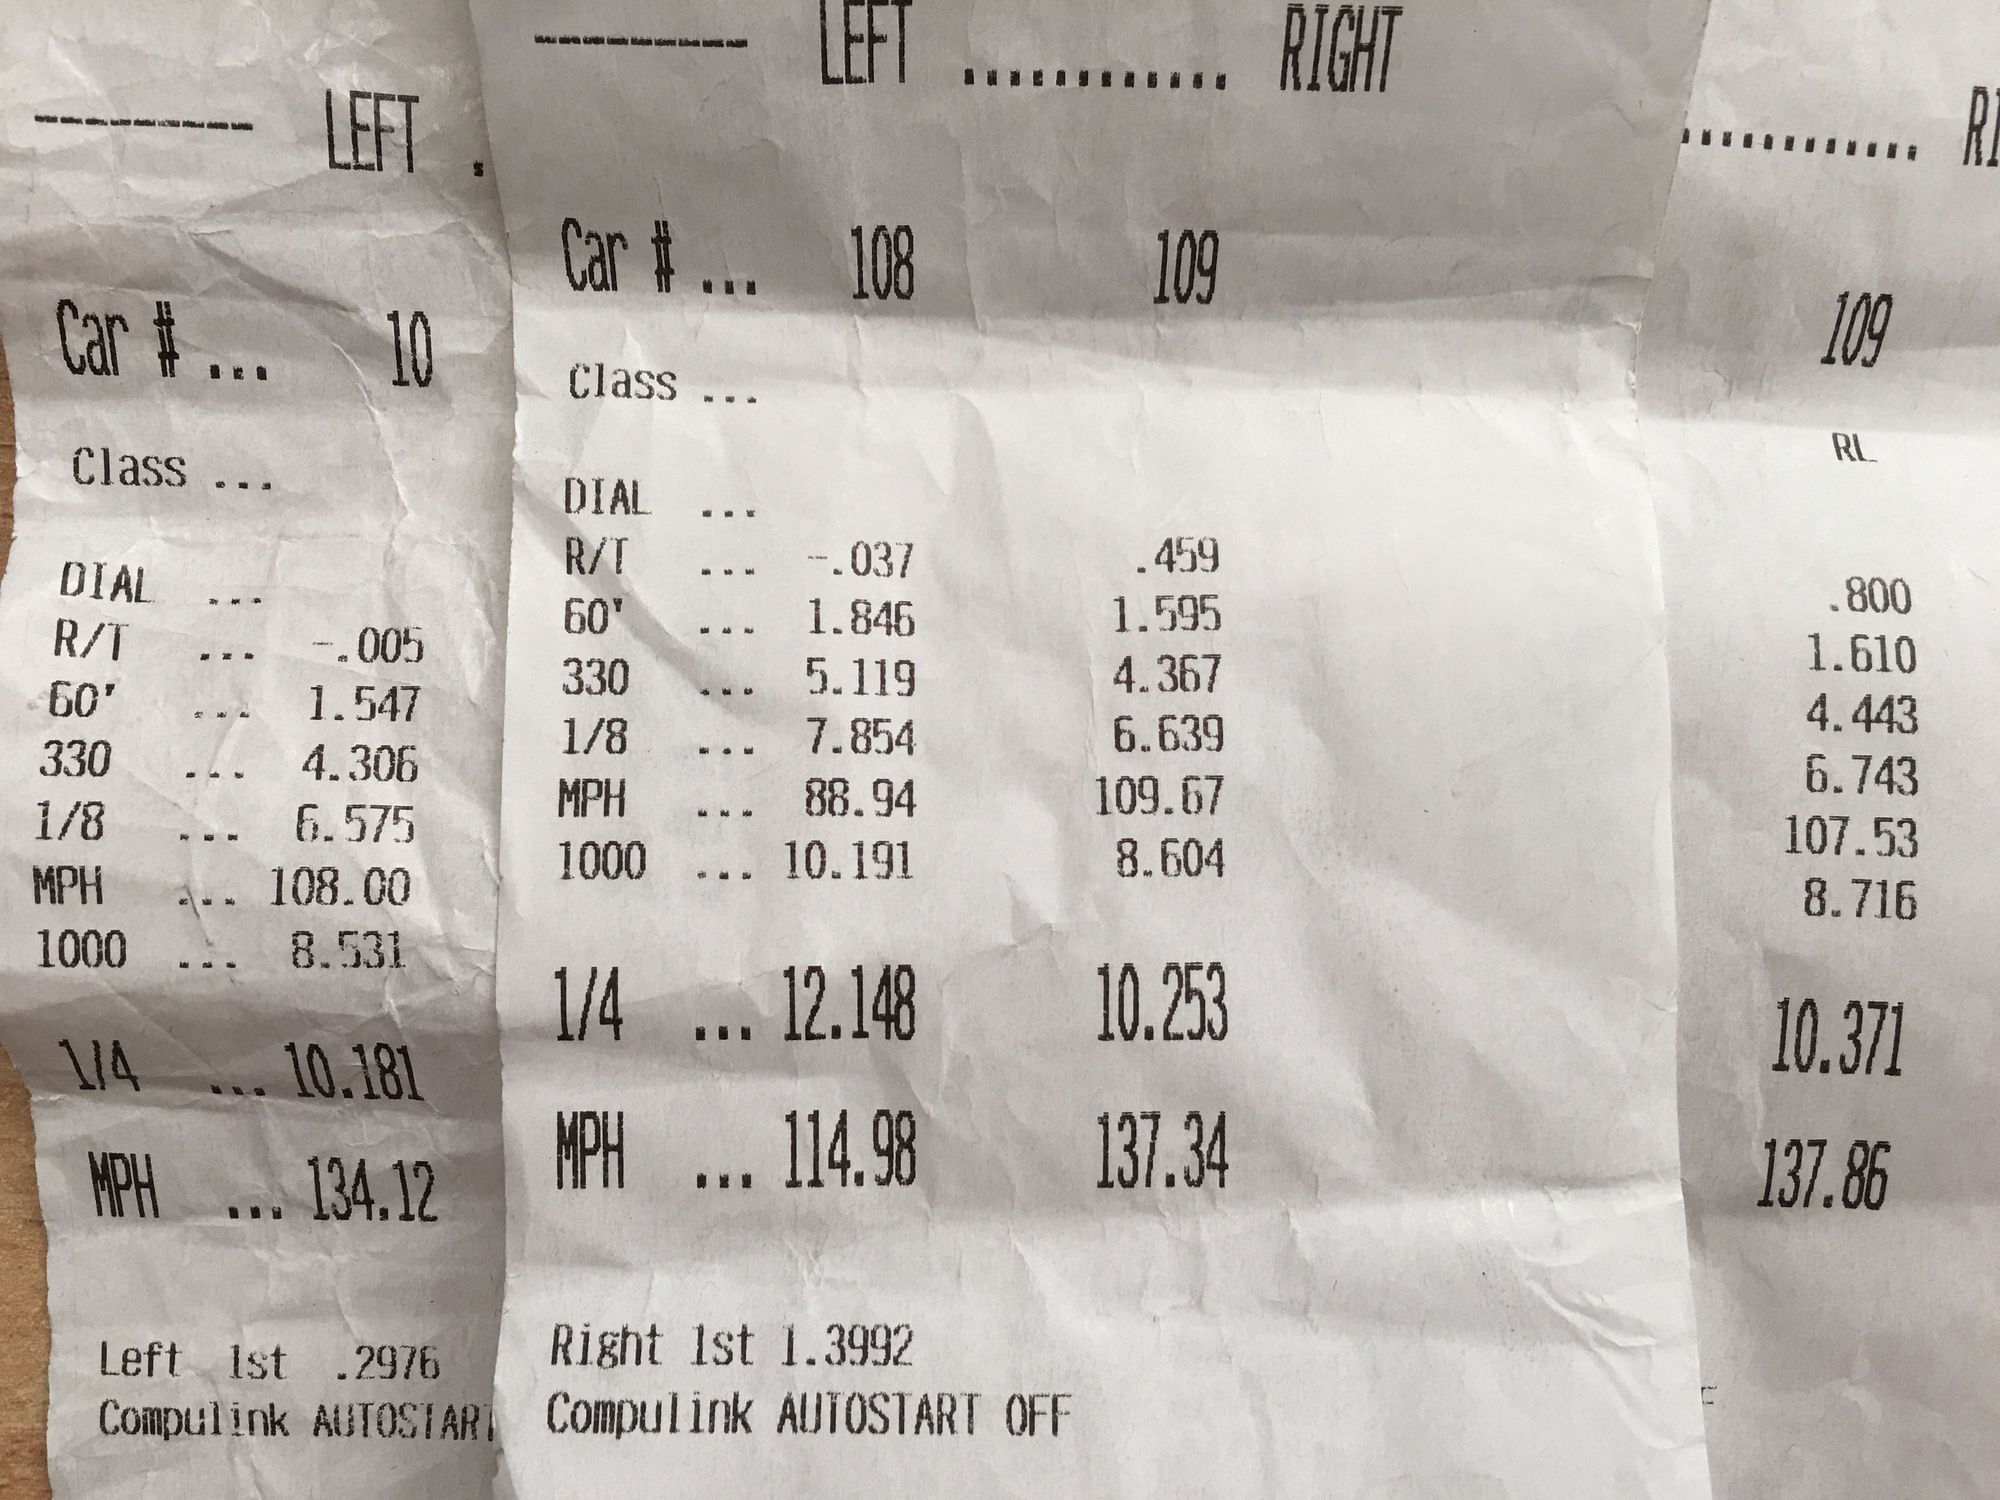 --------- LEFT .
Car # ... 10
Class ...
DIAL ...
R/T ... -.005
60' ... 1.547
330 ... 4.306
1/8 ... 6.575
MPH ... 108.00
1000 ... 8.531
1/4 ... 10.181
MPH ... 134.12
Left 1st .2976
Compulink AUTOSTART
--------- LEFT ............ RIGHT
Car # ... 108 109
Class ...
DIAL ...
R/T ... -.037 .459
60' ... 1.846 1.595
330 ... 5.119 4.367
1/8 ... 7.854 6.639
MPH ... 88.94 109.67
1000 ... 10.191 8.604
1/4 ... 12.148 10.253
MPH ... 114.98 137.34
Right 1st 1.3992
Compulink AUTOSTART OFF
............ RI
109
RL
.800
1.610
4.443
6.743
107.53
8.716
10.371
137.86
F